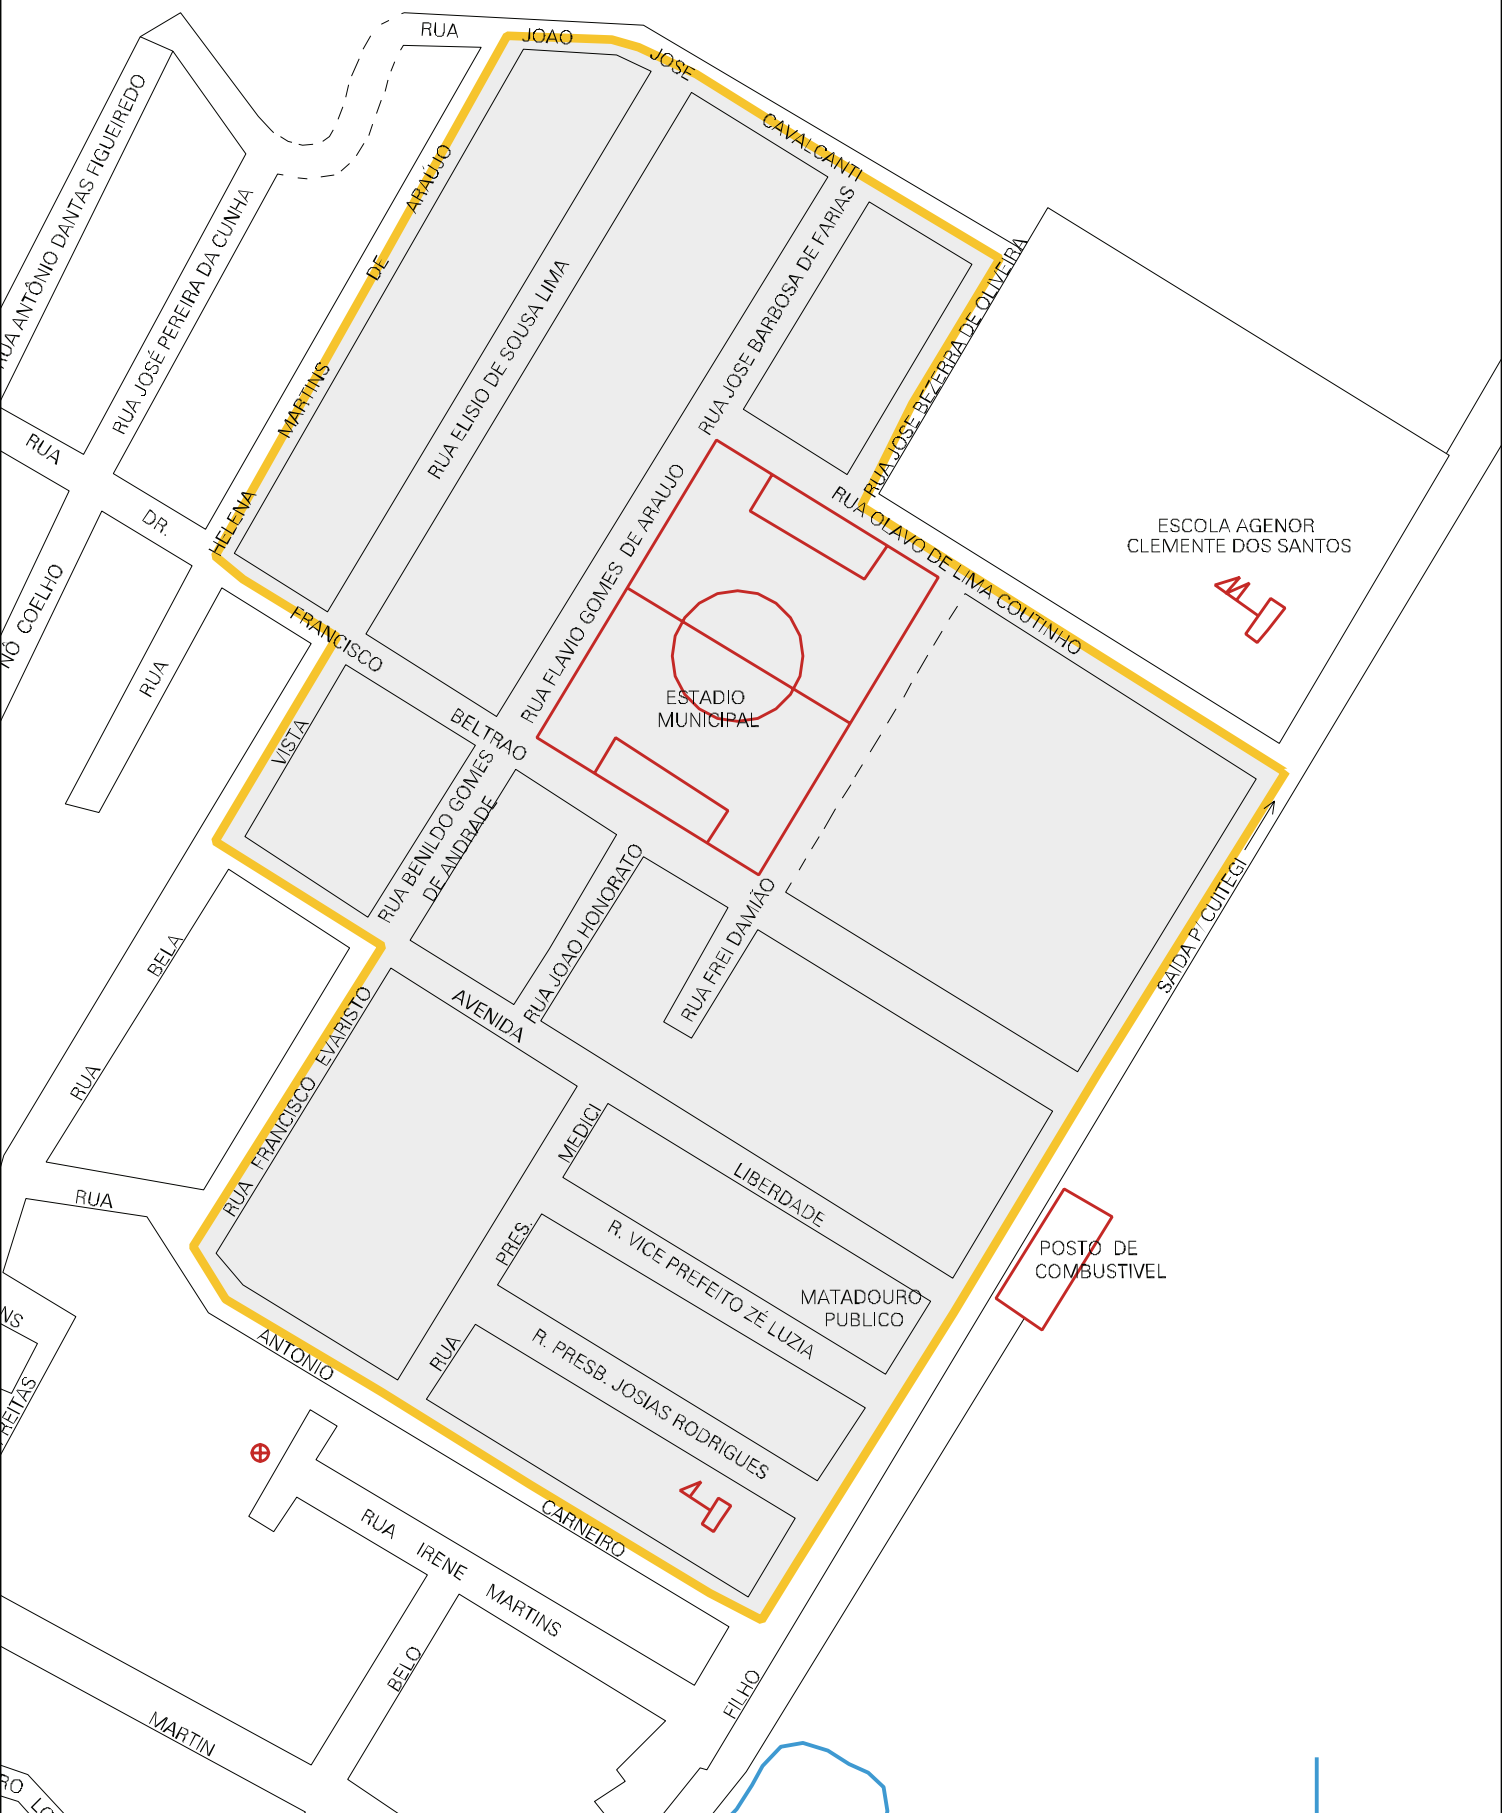 RUA JOAO JOSE CAVALCANTI
RUA ANTÔNIO DANTAS FIGUEIREDO
RUA JOSÉ PEREIRA DA CUNHA
HELENA MARTINS DE ARAUJO
RUA ELISIO DE SOUSA LIMA
RUA JOSE BARBOSA DE FARIAS
RUA JOSE BEZERRA DE OLIVEIRA
RUA FLAVIO GOMES DE ARAUJO
RUA OLAVO DE LIMA COUTINHO
ESCOLA AGENOR
CLEMENTE DOS SANTOS
RUA DR. FRANCISCO BELTRAO
NÔ COELHO
ESTADIO
MUNICIPAL
RUA BELA VISTA
RUA
RUA BENILDO GOMES
DE ANDRADE
RUA JOAO HONORATO
RUA FREI DAMIÃO
SAIDA P/ CUITEGI
AVENIDA LIBERDADE
RUA FRANCISCO EVARISTO
RUA PRES. MEDICI
R. VICE PREFEITO ZÉ LUZIA
MATADOURO
PUBLICO
R. PRESB. JOSIAS RODRIGUES
POSTO DE
COMBUSTIVEL
RUA ANTONIO CARNEIRO
NS
REITAS
RUA IRENE MARTINS
BELO
FILHO
MARTIN
RO LO